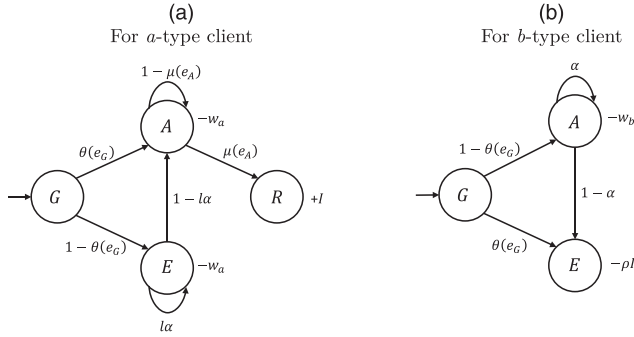 (a)
For a-type client
1 − μ(e_A)
A
−w_a
θ(e_G)
μ(e_A)
G
1 − lα
R
+I
1 − θ(e_G)
E
−w_a
lα
(b)
For b-type client
α
A
−w_b
1 − θ(e_G)
G
1 − α
θ(e_G)
E
−ρI